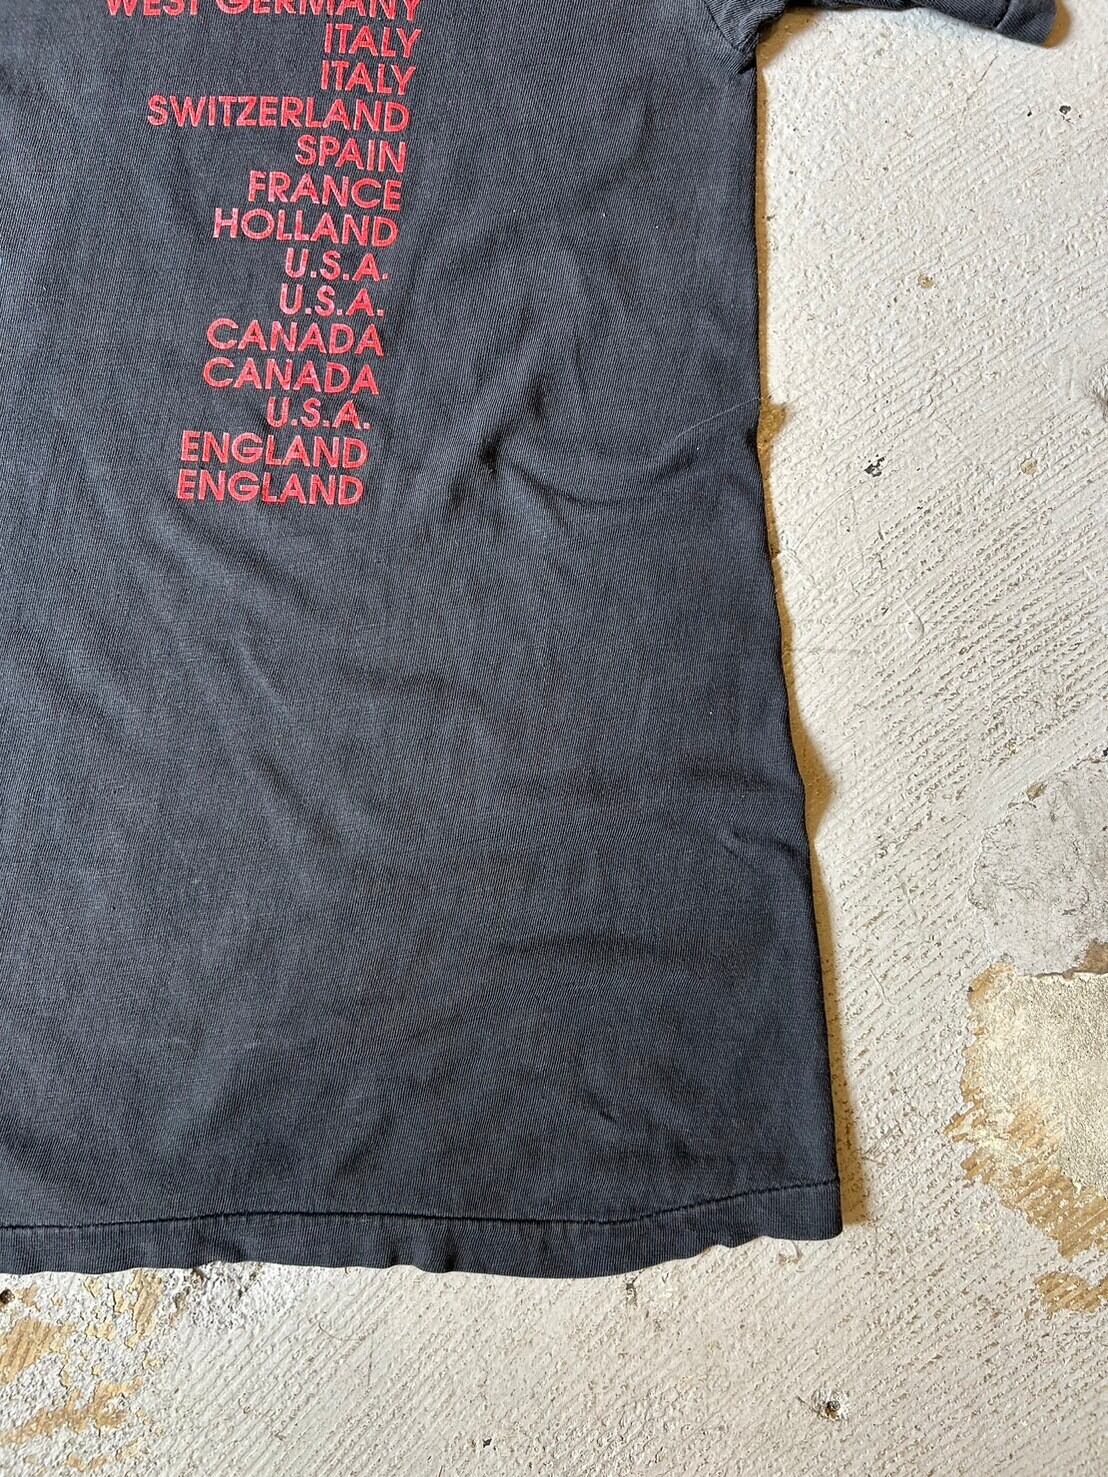 WEST GERMANY
ITALY
ITALY
SWITZERLAND
SPAIN
FRANCE
HOLLAND
U.S.A.
U.S.A.
CANADA
CANADA
U.S.A.
ENGLAND
ENGLAND